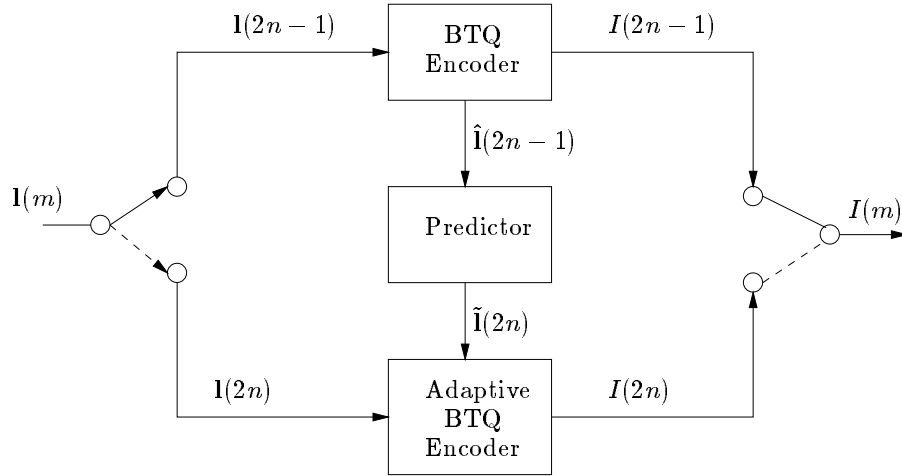 l(2n−1)
BTQ
Encoder
I(2n−1)
l̂(2n−1)
l(m)
Predictor
I(m)
l̃(2n)
l(2n)
Adaptive
BTQ
Encoder
I(2n)